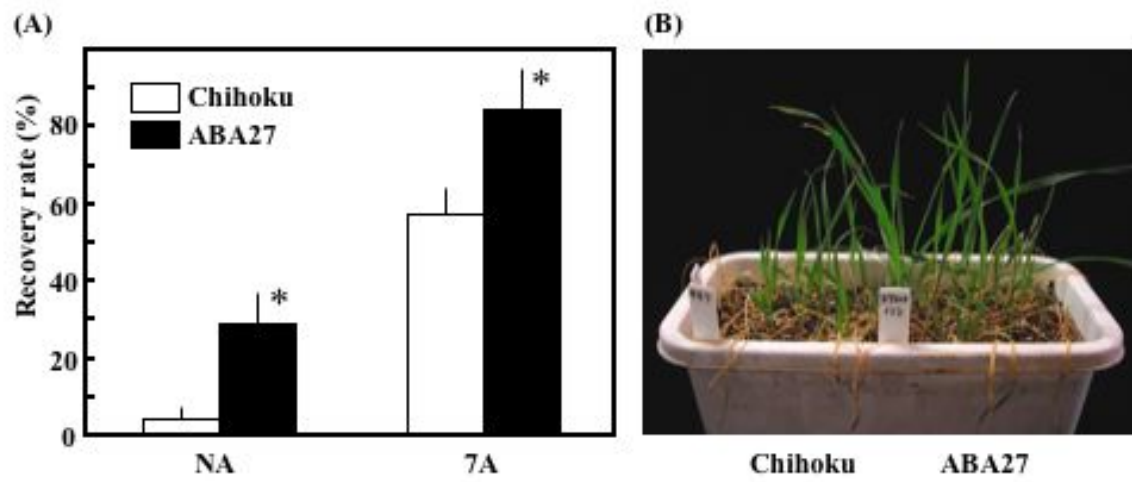 (A)
(B)
Recovery rate (%)
80
60
40
20
0
Chihoku
ABA27
*
*
NA
7A
Chihoku ABA27